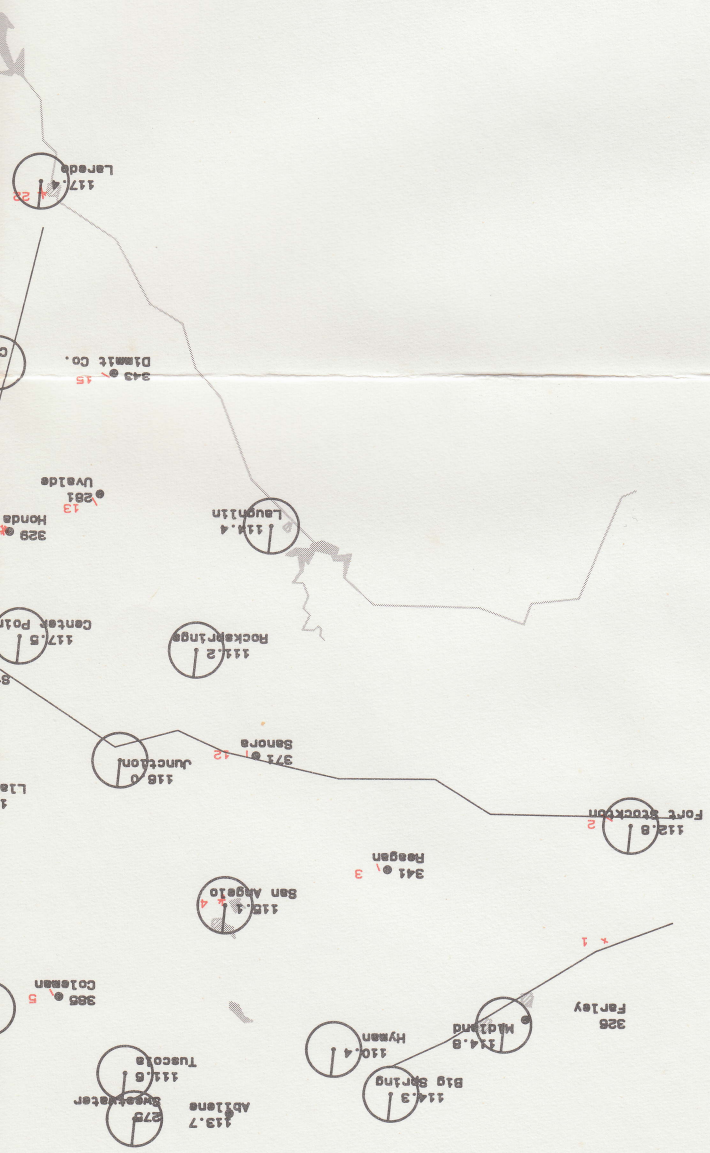 113.7
Abilene
275
Sweetwater
114.3
Big Spring
111.6
Tuscola
110.4
Hyman
114.8
Midland
326
Farley
385
Coleman
5
1
115.1
San Angelo
4
341
Reagan
3
112.8
Fort Stockton
2
116.0
Junction
371
Sonora
12
111.2
Rocksprings
117.5
Center Poin
329
Hondo
114.4
Laughlin
13
281
Uvalde
15
343
Dimmit Co.
22
117.4
Laredo